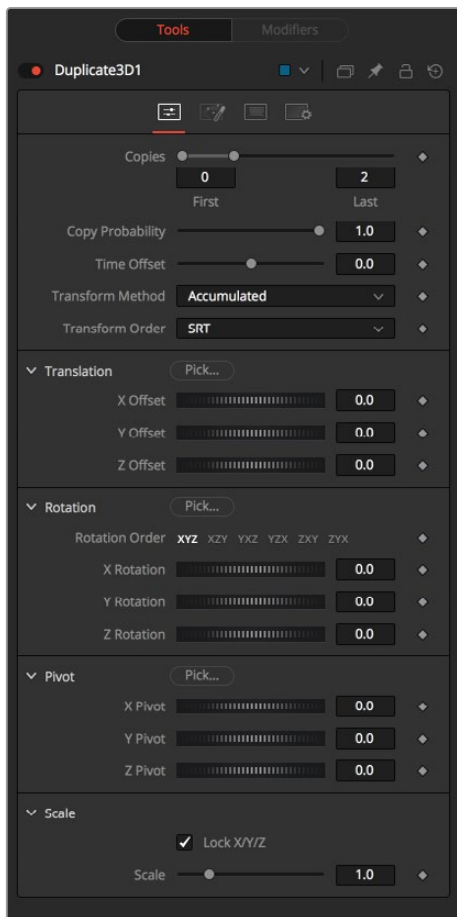 Tools Modifiers
Duplicate3D1
Copies
0 2
First Last
Copy Probability 1.0
Time Offset 0.0
Transform Method Accumulated
Transform Order SRT
Translation Pick...
X Offset 0.0
Y Offset 0.0
Z Offset 0.0
Rotation Pick...
Rotation Order XYZ XZY YXZ YZX ZXY ZYX
X Rotation 0.0
Y Rotation 0.0
Z Rotation 0.0
Pivot Pick...
X Pivot 0.0
Y Pivot 0.0
Z Pivot 0.0
Scale
Lock X/Y/Z
Scale 1.0